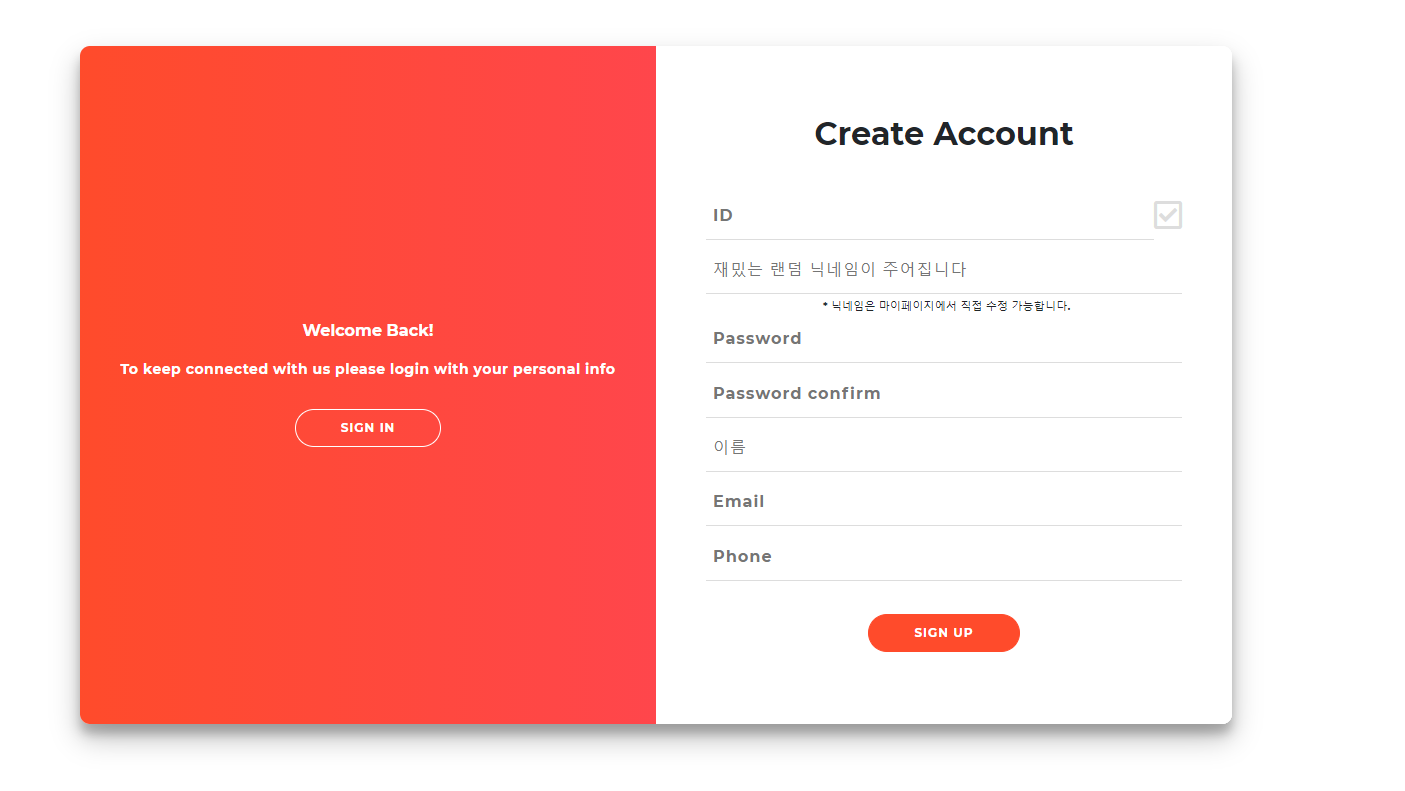 Welcome Back!
To keep connected with us please login with your personal info
SIGN IN
Create Account
ID
재밌는 랜덤 닉네임이 주어집니다
* 닉네임은 마이페이지에서 직접 수정 가능합니다.
Password
Password confirm
이름
Email
Phone
SIGN UP